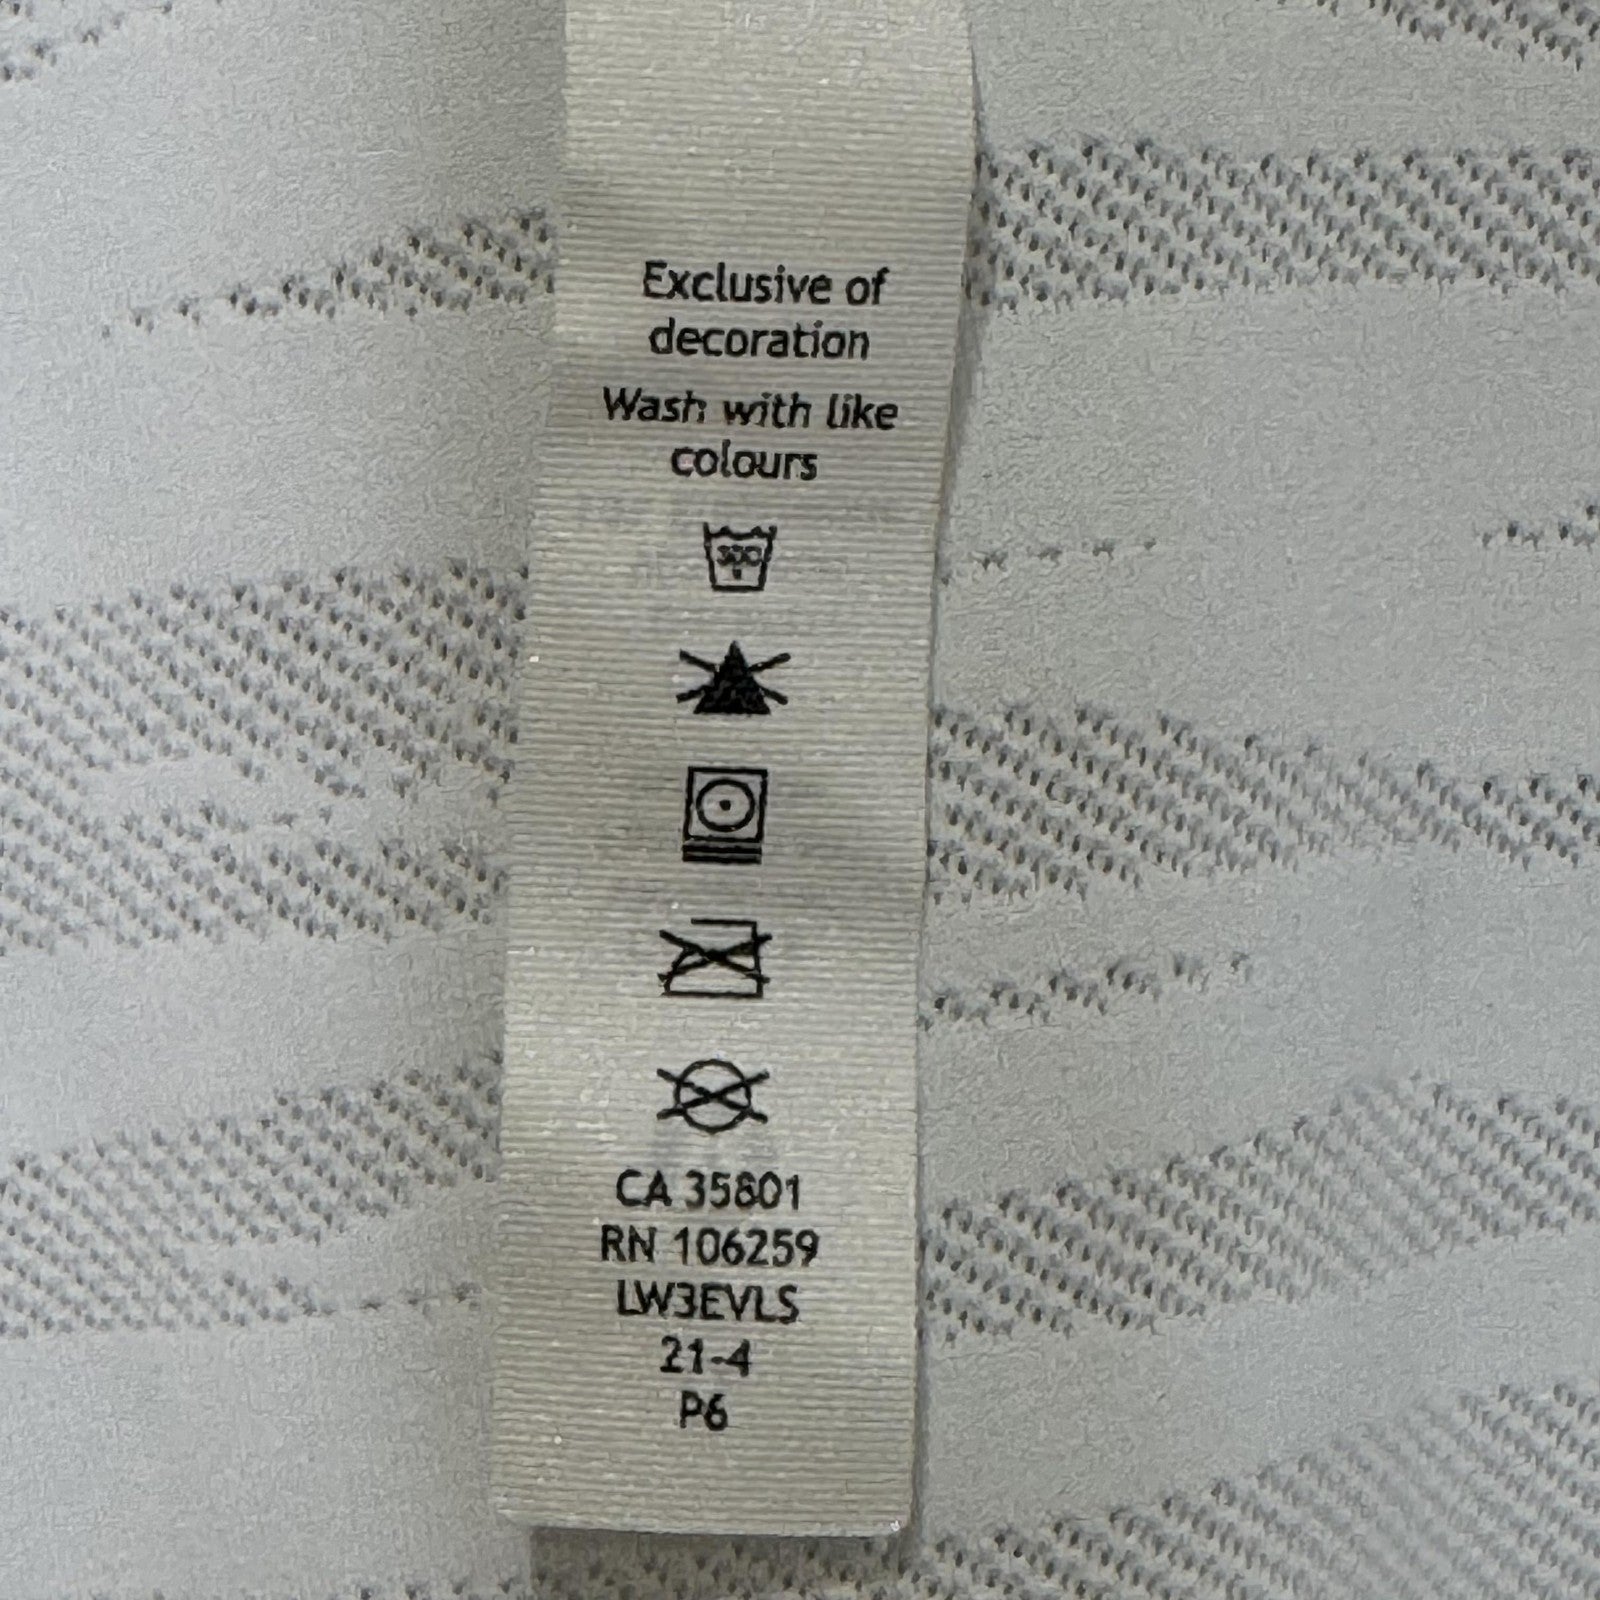 Exclusive of
decoration
Wash with like
colours
CA 35801
RN 106259
LW3EVLS
21-4
P6